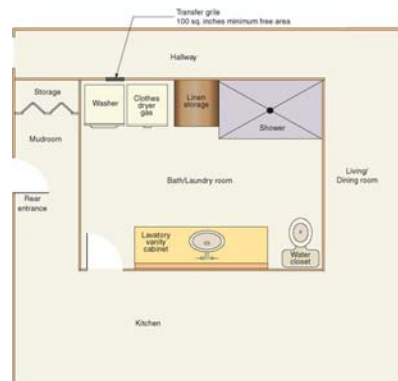 Transfer grille
100 sq. inches minimum free area
Hallway
Storage
Washer
Clothes
dryer
gas
Linen
storage
Shower
Mudroom
Living/
Dining room
Bath/Laundry room
Rear
entrance
Lavatory
vanity
cabinet
Water
closet
Kitchen